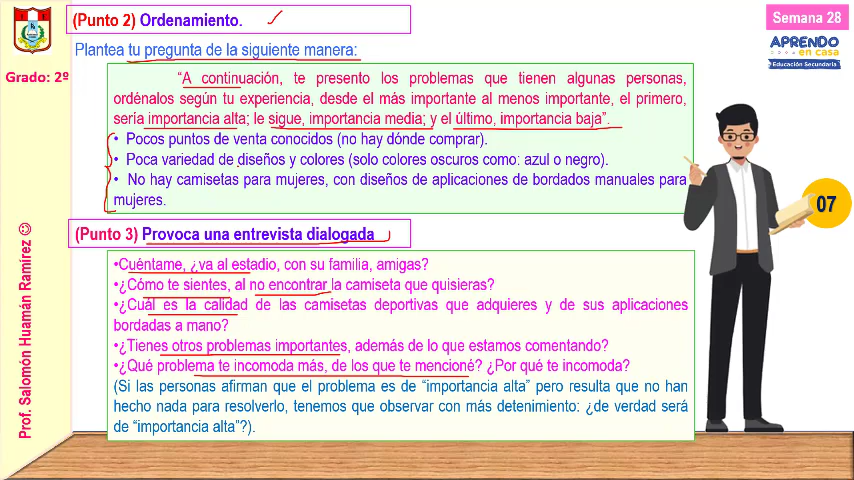 (Punto 2) Ordenamiento.
Semana 28
APRENDO
en casa
Educación Secundaria
Plantea tu pregunta de la siguiente manera:
Grado: 2º
“A continuación, te presento los problemas que tienen algunas personas,
ordénalos según tu experiencia, desde el más importante al menos importante, el primero,
sería importancia alta; le sigue, importancia media; y el último, importancia baja”.
• Pocos puntos de venta conocidos (no hay dónde comprar).
• Poca variedad de diseños y colores (solo colores oscuros como: azul o negro).
• No hay camisetas para mujeres, con diseños de aplicaciones de bordados manuales para
mujeres.
07
(Punto 3) Provoca una entrevista dialogada
•Cuéntame, ¿va al estadio, con su familia, amigas?
•¿Cómo te sientes, al no encontrar la camiseta que quisieras?
•¿Cuál es la calidad de las camisetas deportivas que adquieres y de sus aplicaciones
bordadas a mano?
•¿Tienes otros problemas importantes, además de lo que estamos comentando?
•¿Qué problema te incomoda más, de los que te mencioné? ¿Por qué te incomoda?
(Si las personas afirman que el problema es de “importancia alta” pero resulta que no han
hecho nada para resolverlo, tenemos que observar con más detenimiento: ¿de verdad será
de “importancia alta”?).
Prof. Salomón Huamán Ramírez ☺